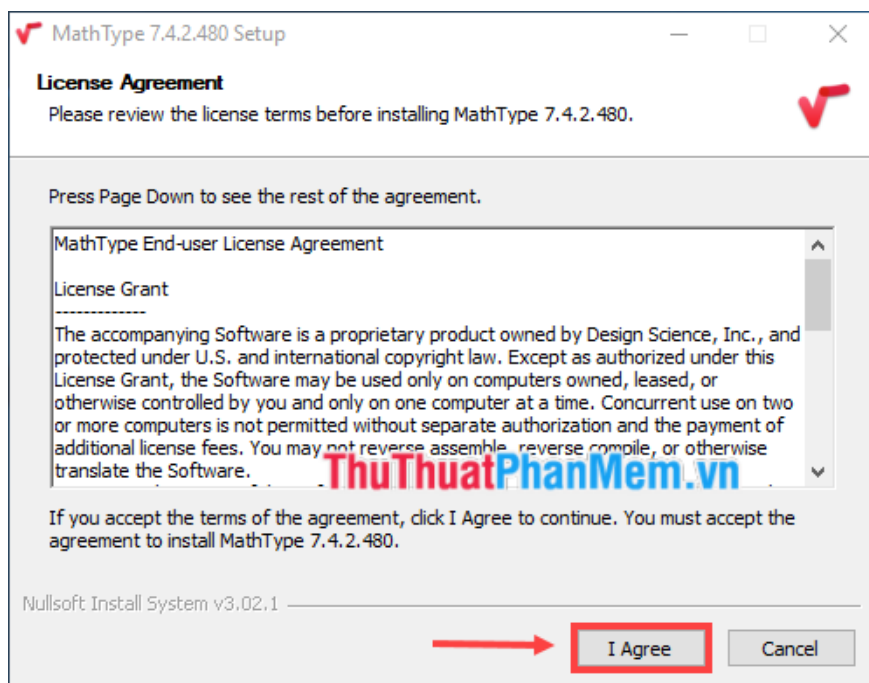 MathType 7.4.2.480 Setup
License Agreement
Please review the license terms before installing MathType 7.4.2.480.
Press Page Down to see the rest of the agreement.
MathType End-user License Agreement
License Grant
-------------
The accompanying Software is a proprietary product owned by Design Science, Inc., and
protected under U.S. and international copyright law. Except as authorized under this
License Grant, the Software may be used only on computers owned, leased, or
otherwise controlled by you and only on one computer at a time. Concurrent use on two
or more computers is not permitted without separate authorization and the payment of
additional license fees. You may not reverse assemble, reverse compile, or otherwise
translate the Software.
ThuThuatPhanMem.vn
If you accept the terms of the agreement, click I Agree to continue. You must accept the
agreement to install MathType 7.4.2.480.
Nullsoft Install System v3.02.1
I Agree
Cancel